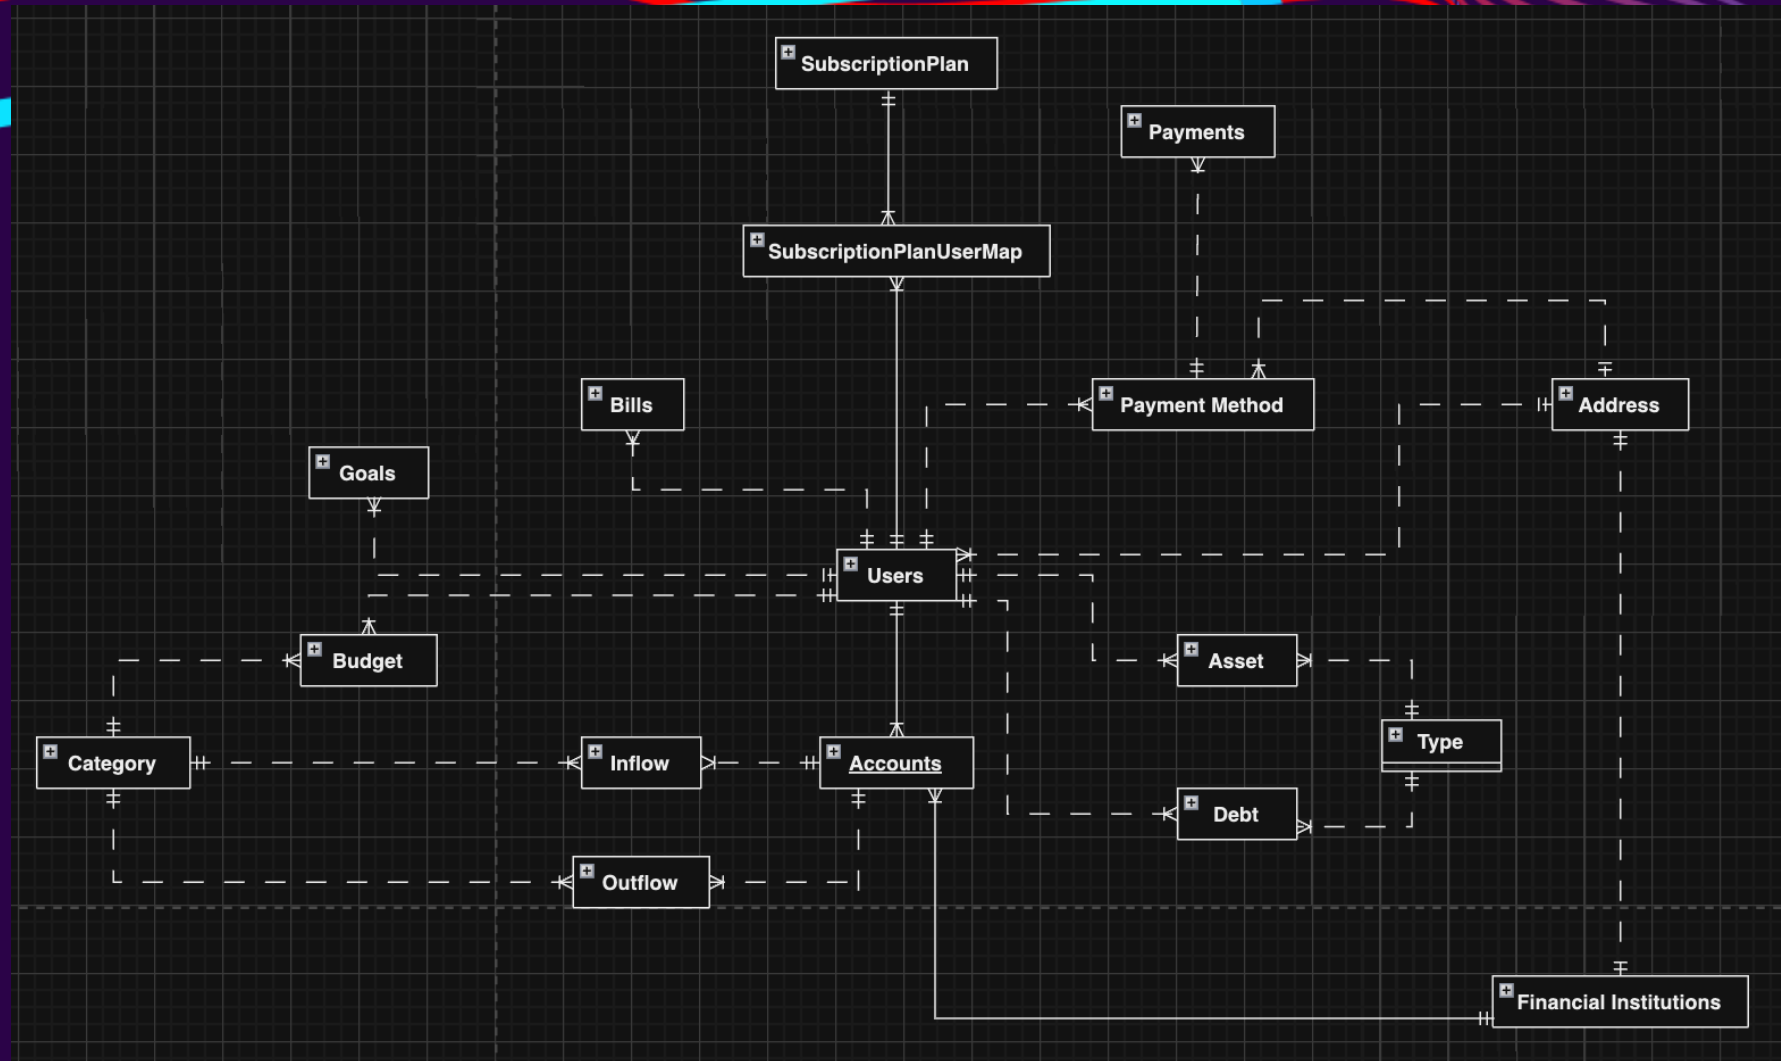 SubscriptionPlan
Payments
SubscriptionPlanUserMap
Bills
Payment Method
Address
Goals
Users
Budget
Asset
Type
Category
Inflow
Accounts
Debt
Outflow
Financial Institutions